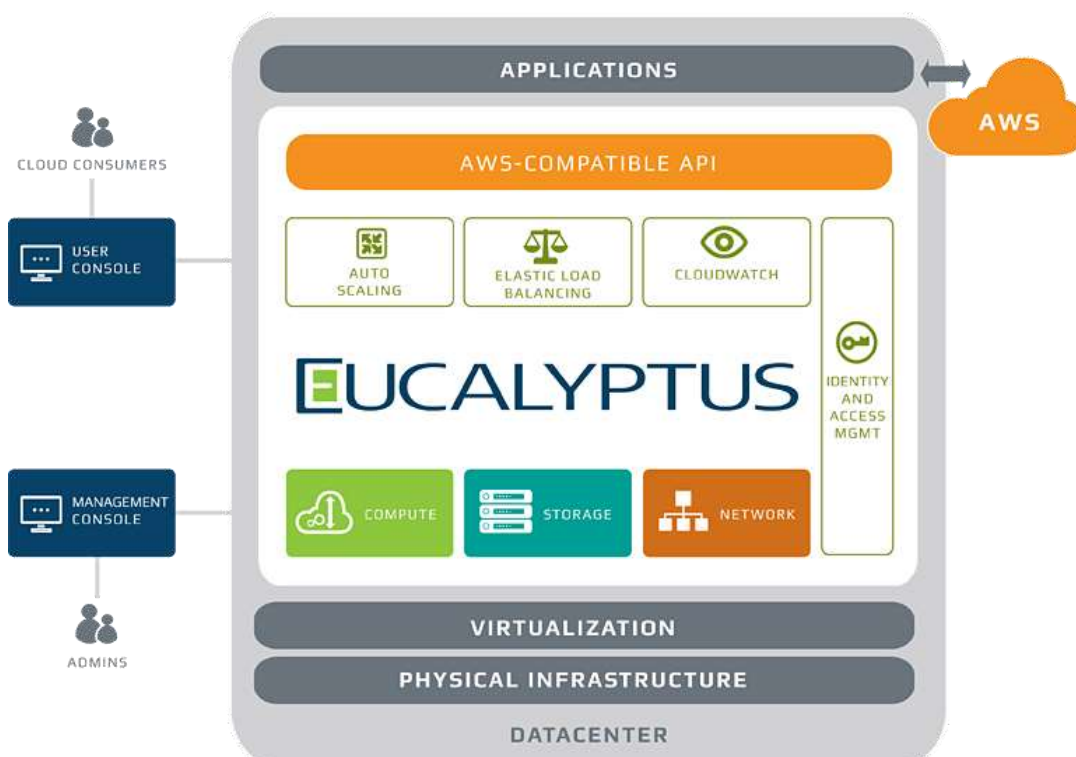 APPLICATIONS
AWS
CLOUD CONSUMERS
AWS-COMPATIBLE API
USER
CONSOLE
AUTO
SCALING
ELASTIC LOAD
BALANCING
CLOUDWATCH
IDENTITY
AND
ACCESS
MGMT
EUCALYPTUS
MANAGEMENT
CONSOLE
COMPUTE
STORAGE
NETWORK
ADMINS
VIRTUALIZATION
PHYSICAL INFRASTRUCTURE
DATACENTER